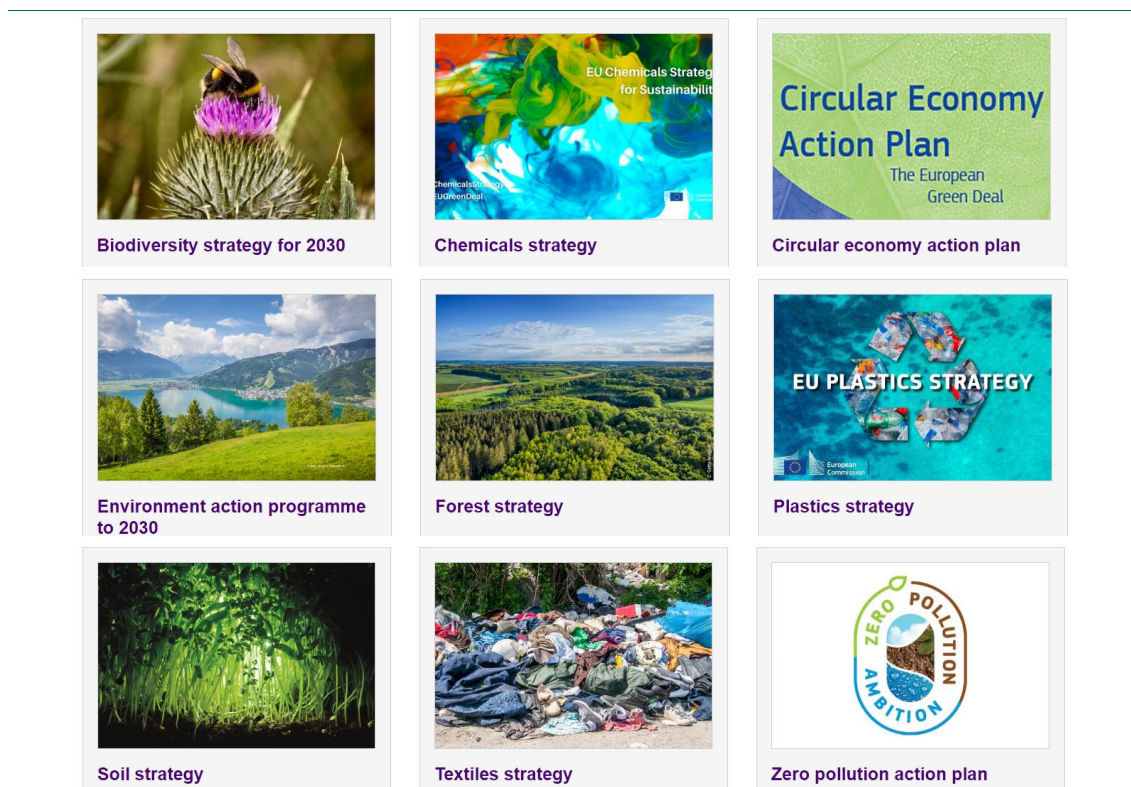 EU Chemicals Strateg
for Sustainabilit
ChemicalsStrategy
EUGreenDeal
Circular Economy
Action Plan
The European
Green Deal
Biodiversity strategy for 2030
Chemicals strategy
Circular economy action plan
EU PLASTICS STRATEGY
European
Commission
Environment action programme
to 2030
Forest strategy
Plastics strategy
ZERO POLLUTION
AMBITION
Soil strategy
Textiles strategy
Zero pollution action plan